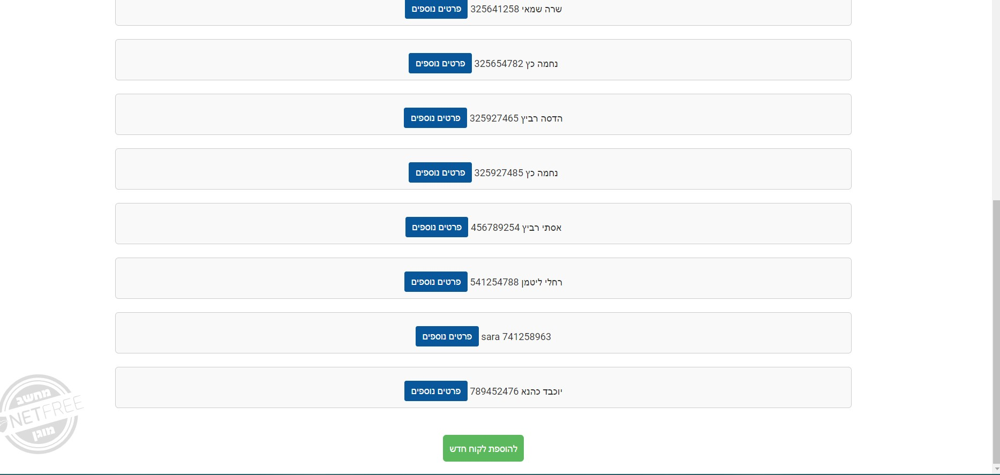 שרה שמאי 325641258 פרטים נוספים
נחמה כץ 325654782 פרטים נוספים
הדסה רביץ 325927465 פרטים נוספים
נחמה כץ 325927485 פרטים נוספים
אסתי רביץ 456789254 פרטים נוספים
רחלי ליטמן 541254788 פרטים נוספים
sara 741258963 פרטים נוספים
יוכבד כהנא 789452476 פרטים נוספים
מחשב
NETFREE
מוגן
להוספת לקוח חדש